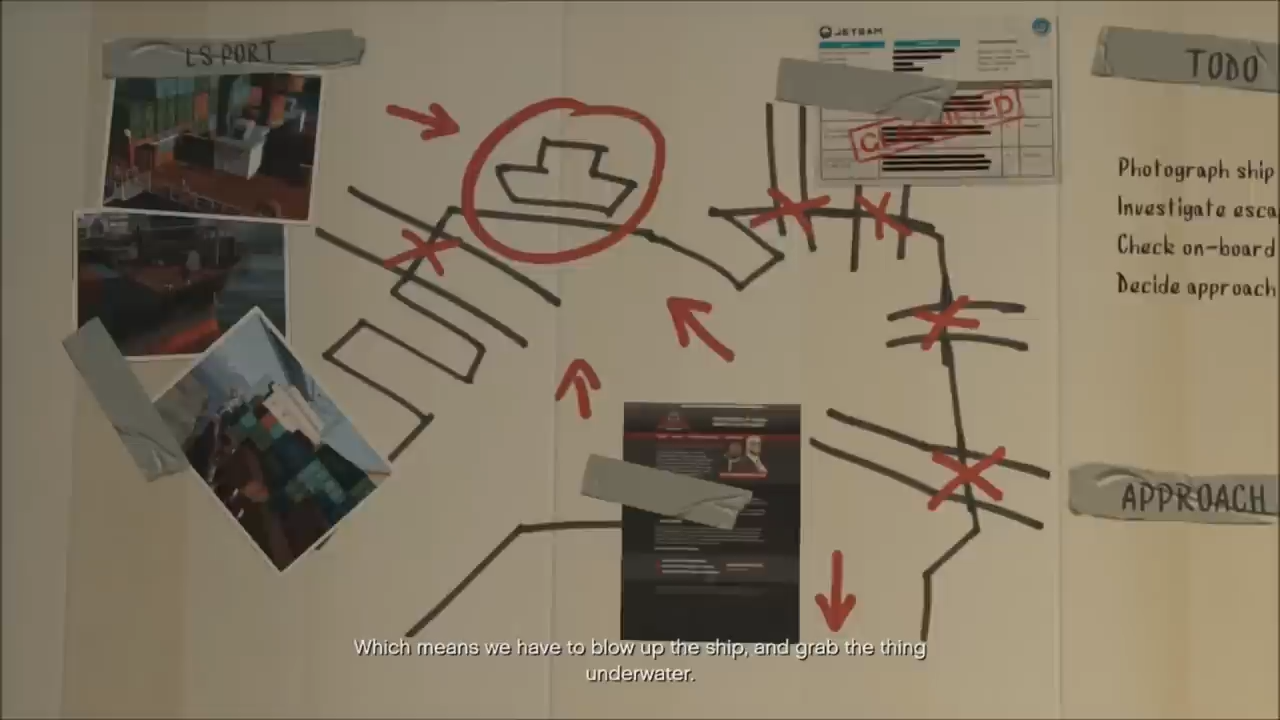 LS PORT
JETSAM
TODO
Photograph ship
Investigate esca
Check on-board
Decide approach
APPROACH
Which means we have to blow up the ship, and grab the thing
underwater.